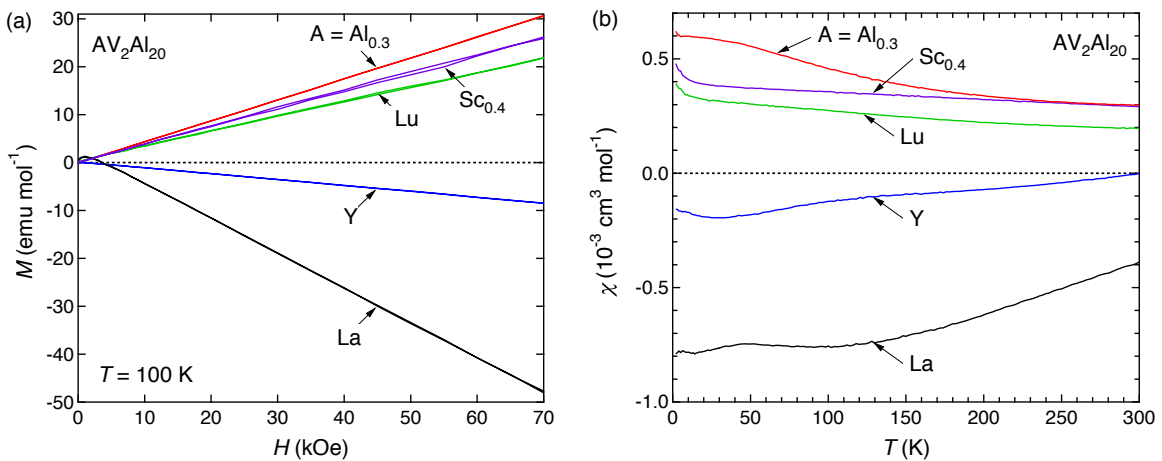 (a)
AV2Al20
A = Al0.3
Sc0.4
Lu
Y
La
T = 100 K
M (emu mol-1)
30
20
10
0
-10
-20
-30
-40
-50
0 10 20 30 40 50 60 70
H (kOe)
(b)
AV2Al20
A = Al0.3
Sc0.4
Lu
Y
La
χ (10-3 cm3 mol-1)
0.5
0.0
-0.5
-1.0
0 50 100 150 200 250 300
T (K)